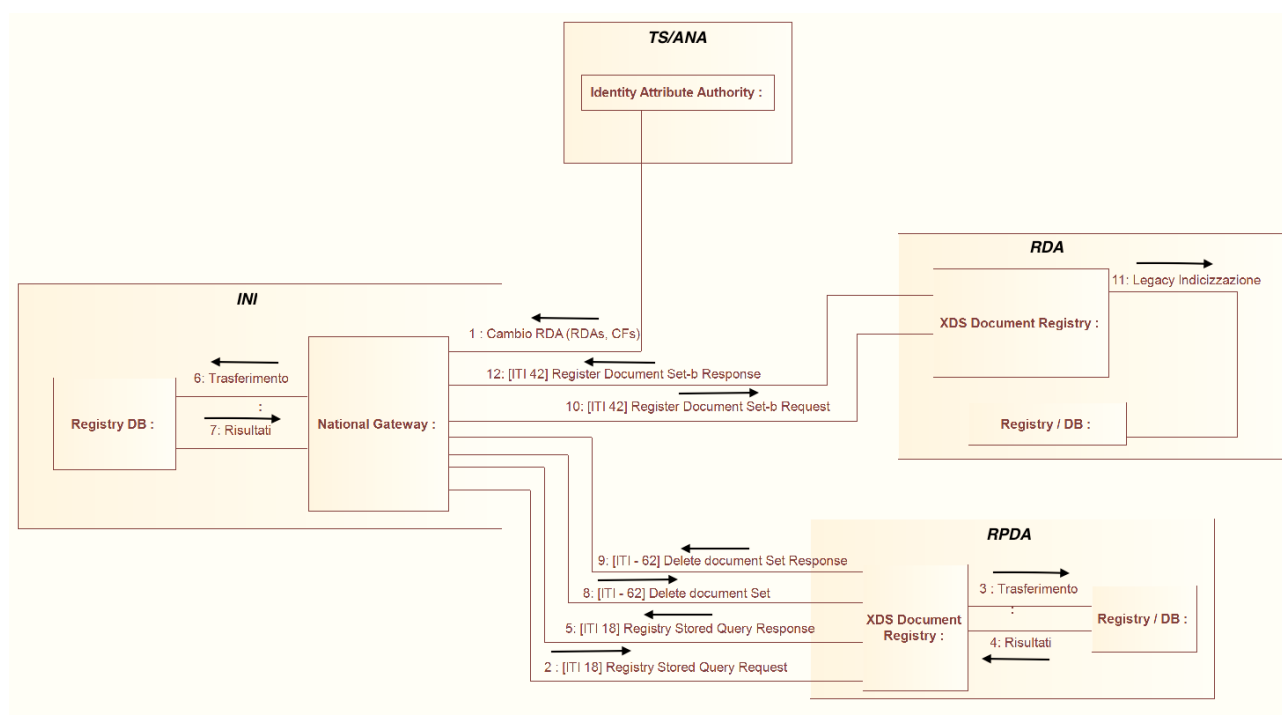 TS/ANA
Identity Attribute Authority :
RDA
11: Legacy Indicizzazione
XDS Document Registry :
Registry / DB :
INI
1 : Cambio RDA (RDAs, CFs)
6: Trasferimento
:
7: Risultati
Registry DB :
National Gateway :
12: [ITI 42] Register Document Set-b Response
10: [ITI 42] Register Document Set-b Request
RPDA
9: [ITI - 62] Delete document Set Response
8: [ITI - 62] Delete document Set
5: [ITI 18] Registry Stored Query Response
2 : [ITI 18] Registry Stored Query Request
XDS Document
Registry :
3 : Trasferimento
:
4: Risultati
Registry / DB :